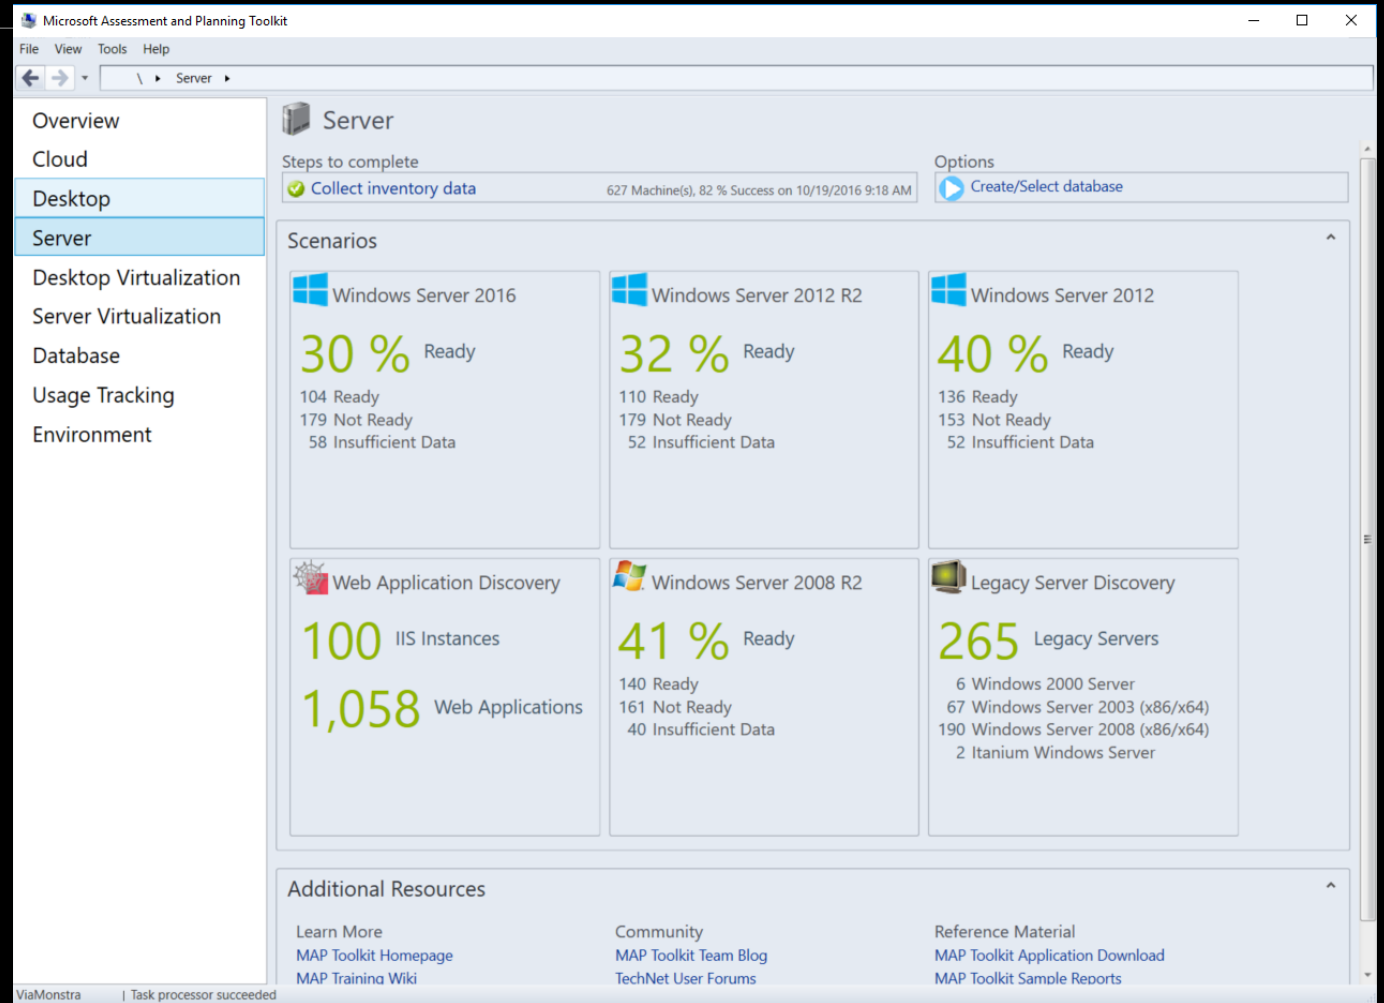 Microsoft Assessment and Planning Toolkit
File View Tools Help
\ Server
Overview
Cloud
Desktop
Server
Desktop Virtualization
Server Virtualization
Database
Usage Tracking
Environment
Server
Steps to complete
Collect inventory data 627 Machine(s), 82 % Success on 10/19/2016 9:18 AM
Options
Create/Select database
Scenarios
Windows Server 2016
30 % Ready
104 Ready
179 Not Ready
58 Insufficient Data
Windows Server 2012 R2
32 % Ready
110 Ready
179 Not Ready
52 Insufficient Data
Windows Server 2012
40 % Ready
136 Ready
153 Not Ready
52 Insufficient Data
Web Application Discovery
100 IIS Instances
1,058 Web Applications
Windows Server 2008 R2
41 % Ready
140 Ready
161 Not Ready
40 Insufficient Data
Legacy Server Discovery
265 Legacy Servers
6 Windows 2000 Server
67 Windows Server 2003 (x86/x64)
190 Windows Server 2008 (x86/x64)
2 Itanium Windows Server
Additional Resources
Learn More
MAP Toolkit Homepage
MAP Training Wiki
Community
MAP Toolkit Team Blog
TechNet User Forums
Reference Material
MAP Toolkit Application Download
MAP Toolkit Sample Reports
ViaMonstra | Task processor succeeded